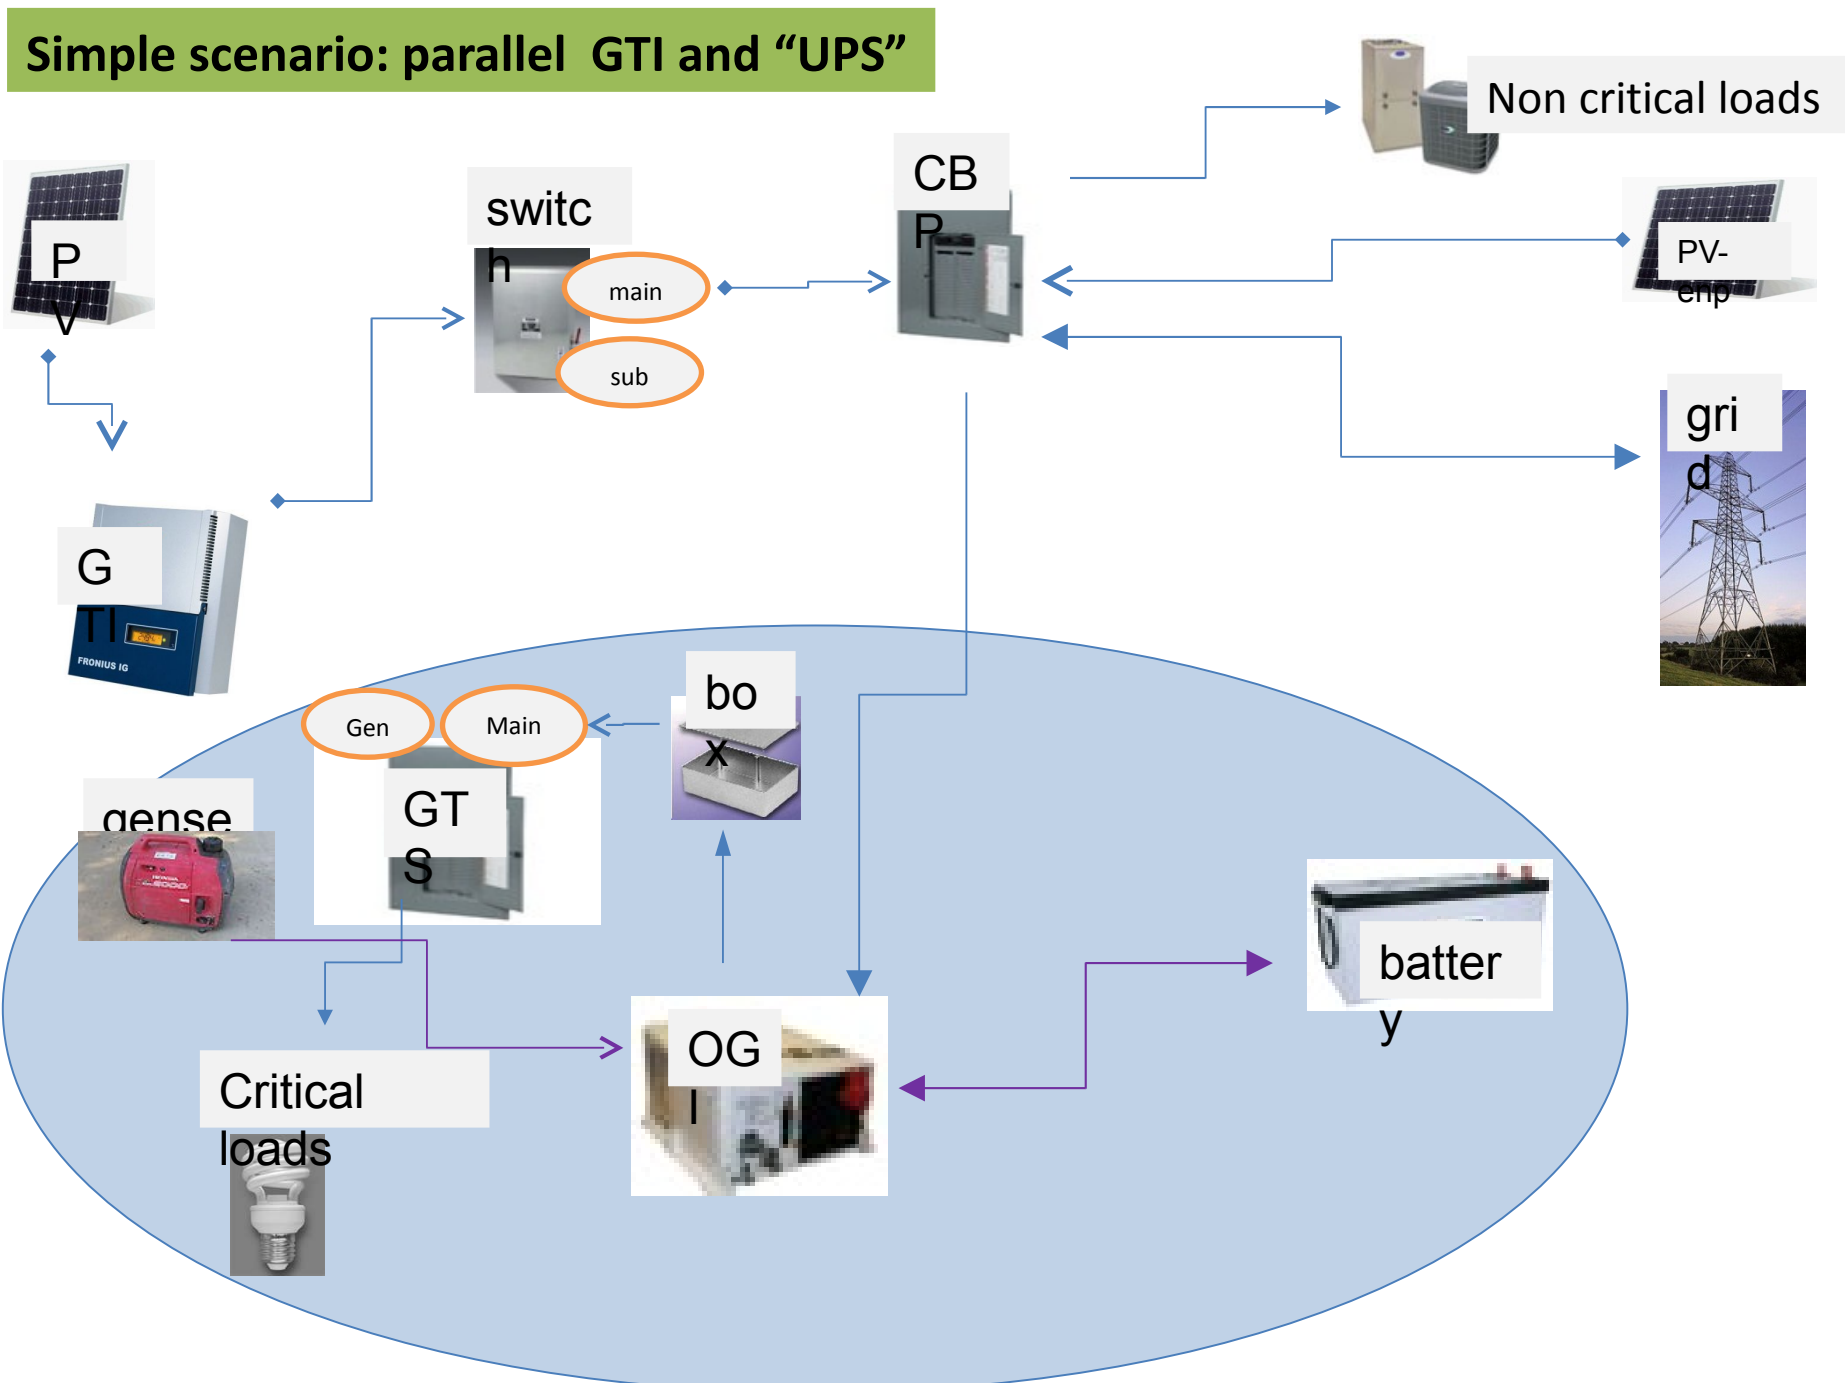 Simple scenario: parallel  GTI and “UPS”
Non critical loads
CB
P
switc
h
main
sub
P
V
PV-
enp
gri
d
G
TI
FRONIUS IG
bo
x
Gen
Main
GT
S
gense
HONDA
batter
y
OG
I
Critical
loads